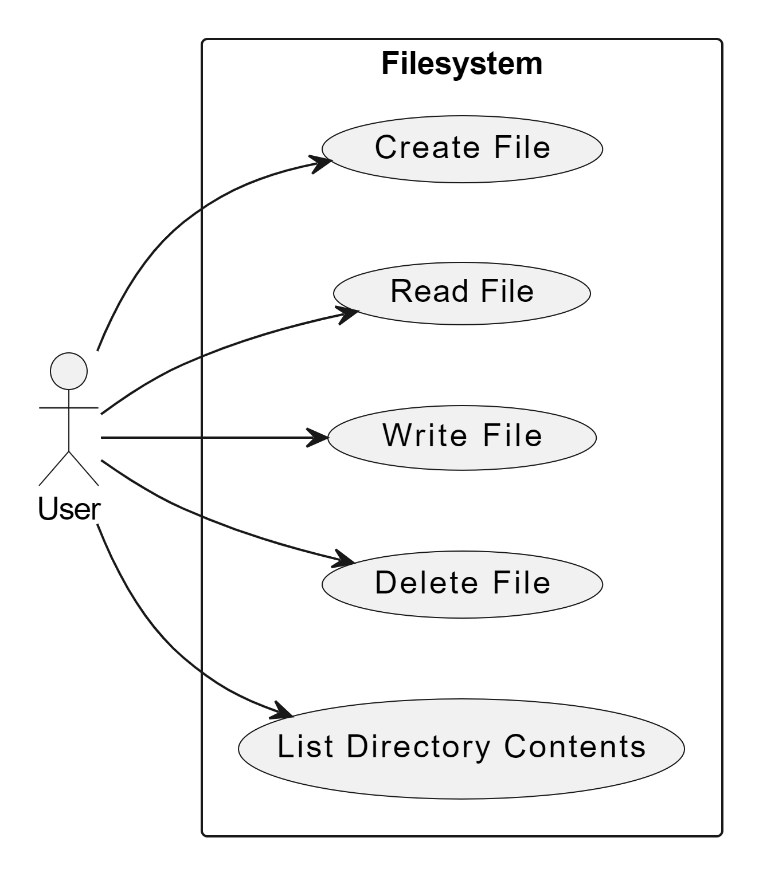 Filesystem
Create File
Read File
Write File
Delete File
User
List Directory Contents